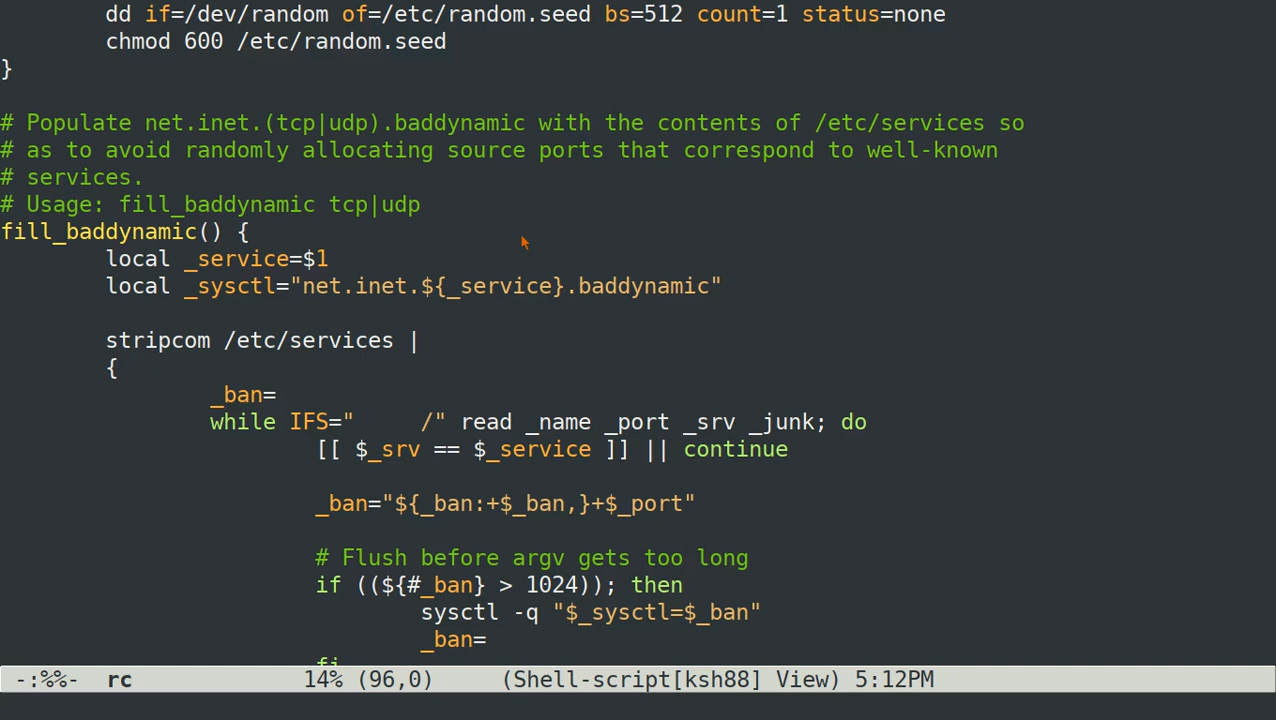 dd if=/dev/random of=/etc/random.seed bs=512 count=1 status=none
chmod 600 /etc/random.seed
}
# Populate net.inet.(tcp|udp).baddynamic with the contents of /etc/services so
# as to avoid randomly allocating source ports that correspond to well-known
# services.
# Usage: fill_baddynamic tcp|udp
fill_baddynamic() {
local _service=$1
local _sysctl="net.inet.${_service}.baddynamic"
stripcom /etc/services |
{
_ban=
while IFS="     /" read _name _port _srv _junk; do
[[ $_srv == $_service ]] || continue
_ban="${_ban:+$_ban,}+$_port"
# Flush before argv gets too long
if ((${#_ban} > 1024)); then
sysctl -q "$_sysctl=$_ban"
_ban=
fi
-:%%-  rc             14% (96,0)     (Shell-script[ksh88] View) 5:12PM